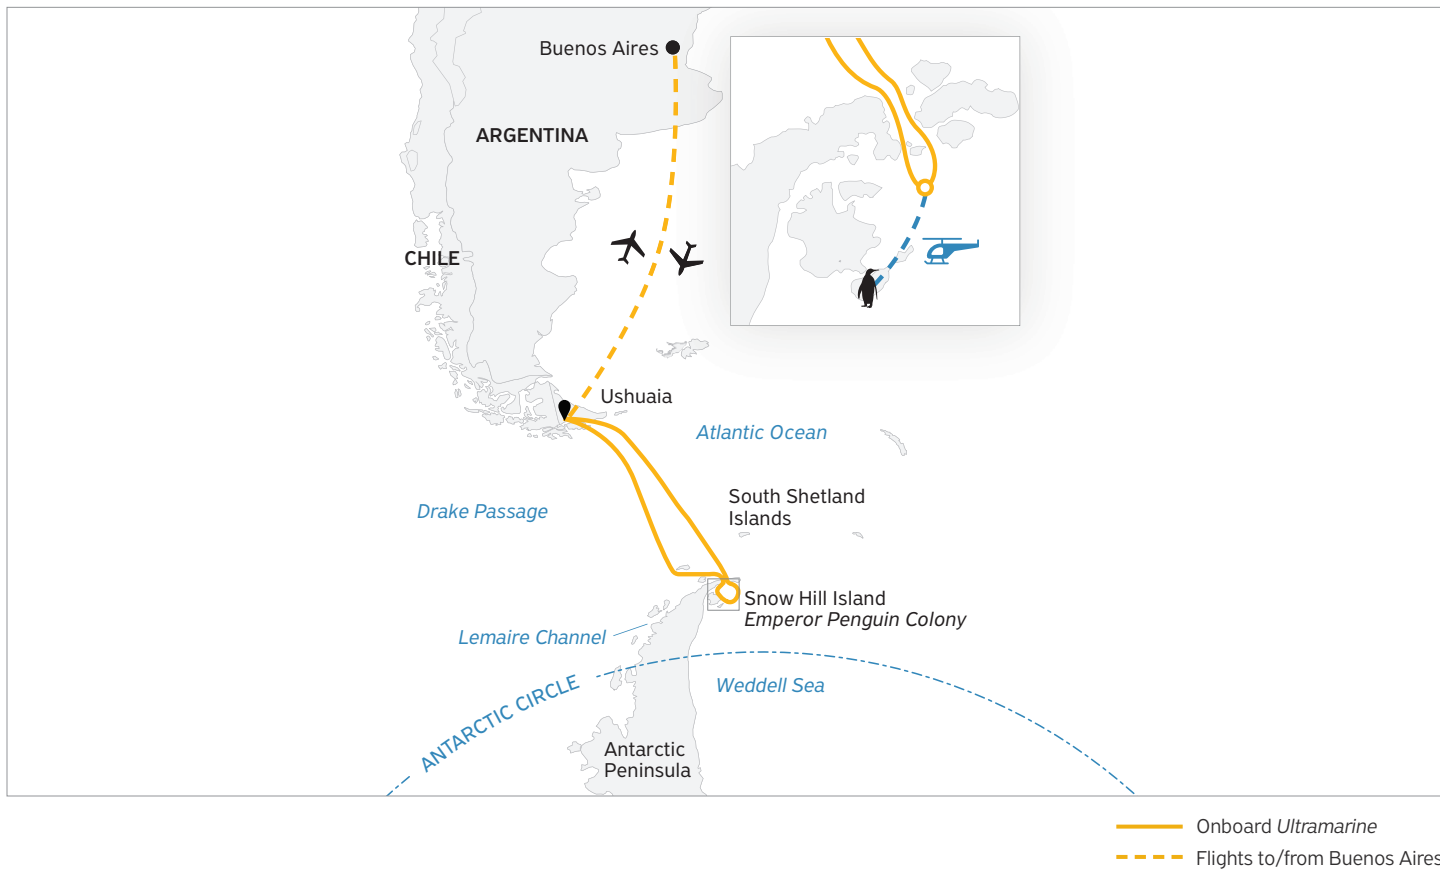 Buenos Aires
ARGENTINA
CHILE
Ushuaia
Atlantic Ocean
South Shetland
Islands
Drake Passage
Snow Hill Island
Emperor Penguin Colony
Lemaire Channel
Weddell Sea
ANTARCTIC CIRCLE
Antarctic
Peninsula
Onboard Ultramarine
Flights to/from Buenos Aires